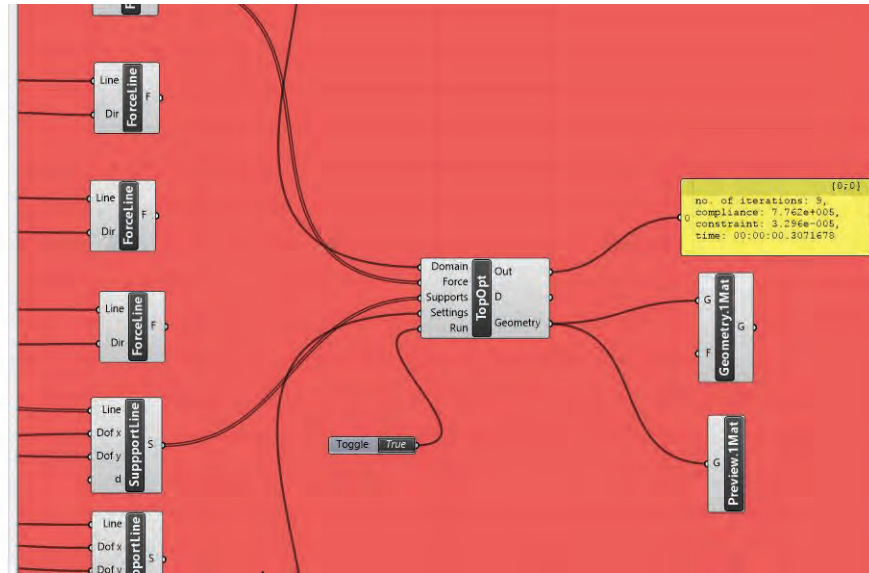 Line
Dir
ForceLine
F
Line
Dir
ForceLine
F
Line
Dir
ForceLine
F
Line
Dof x
Dof y
d
SuppportLine
S
Line
Dof x
Dof y
S
Domain
Force
Supports
Settings
Run
TopOpt
Out
D
Geometry
Toggle True
{0;0}
0
no. of iterations: 9,
compliance: 7.762e+005,
constraint: 3.296e-005,
time: 00:00:00.3071678
G
F
Geometry.1Mat
G
G
Preview.1Mat